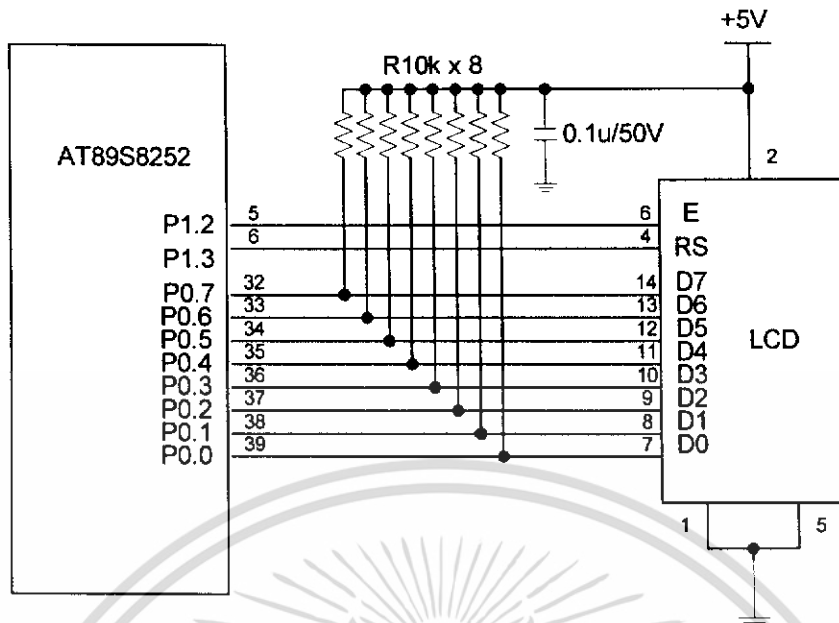 +5V
R10k x 8
0.1u/50V
AT89S8252
2
P1.2 5 6 E
P1.3 6 4 RS
P0.7 32 14 D7
P0.6 33 13 D6
P0.5 34 12 D5
P0.4 35 11 D4
P0.3 36 10 D3
P0.2 37 9 D2
P0.1 38 8 D1
P0.0 39 7 D0
LCD
1 5